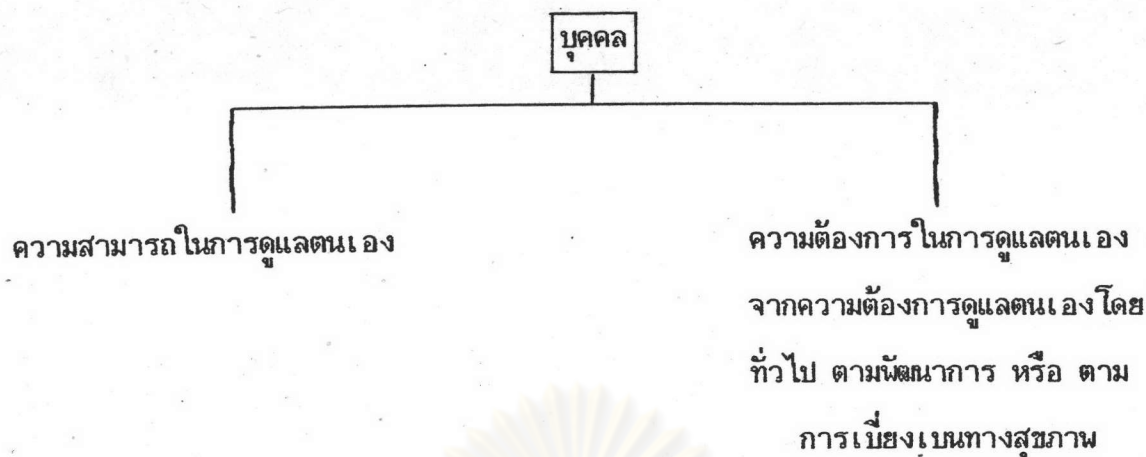 บุคคล
ความสามารถในการดูแลตนเอง
ความต้องการในการดูแลตนเอง
จากความต้องการดูแลตนเองโดย
ทั่วไป ตามพัฒนาการ หรือ ตาม
การเบี่ยงเบนทางสุขภาพ